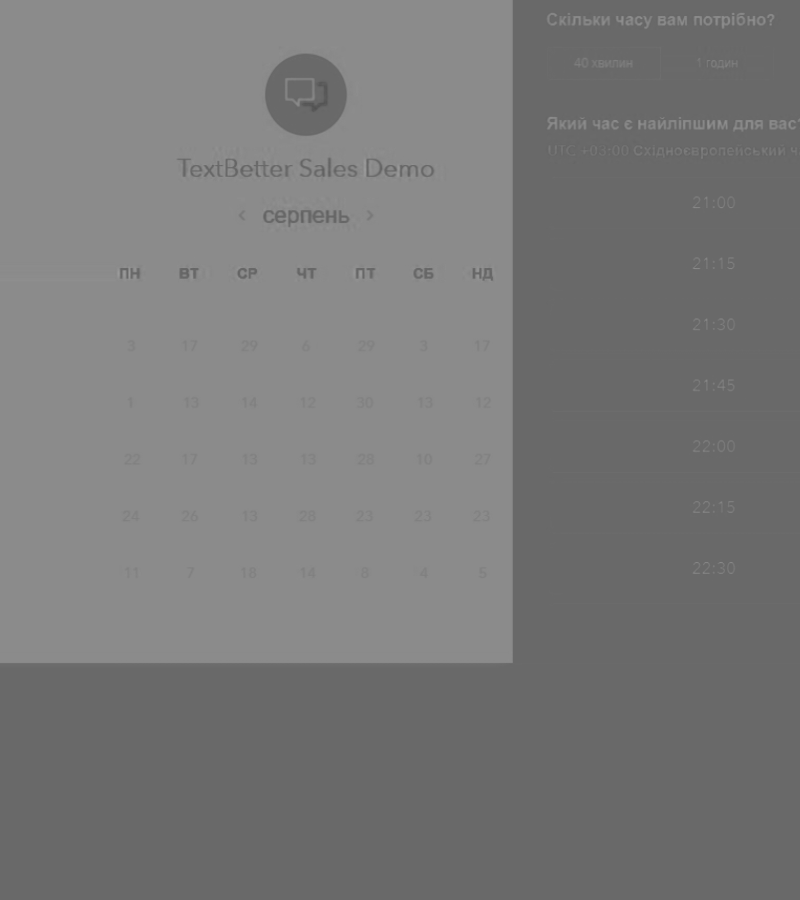 TextBetter Sales Demo
‹ серпень ›
ПН ВТ СР ЧТ ПТ СБ НД
3 17 29 6 29 3 17
1 13 14 12 30 13 12
22 17 13 13 28 10 27
24 26 13 28 23 23 23
11 7 18 14 8 4 5
Скільки часу вам потрібно?
40 хвилин 1 годин
Який час є найліпшим для вас?
UTC +03:00 Східноєвропейський ч
21:00
21:15
21:30
21:45
22:00
22:15
22:30